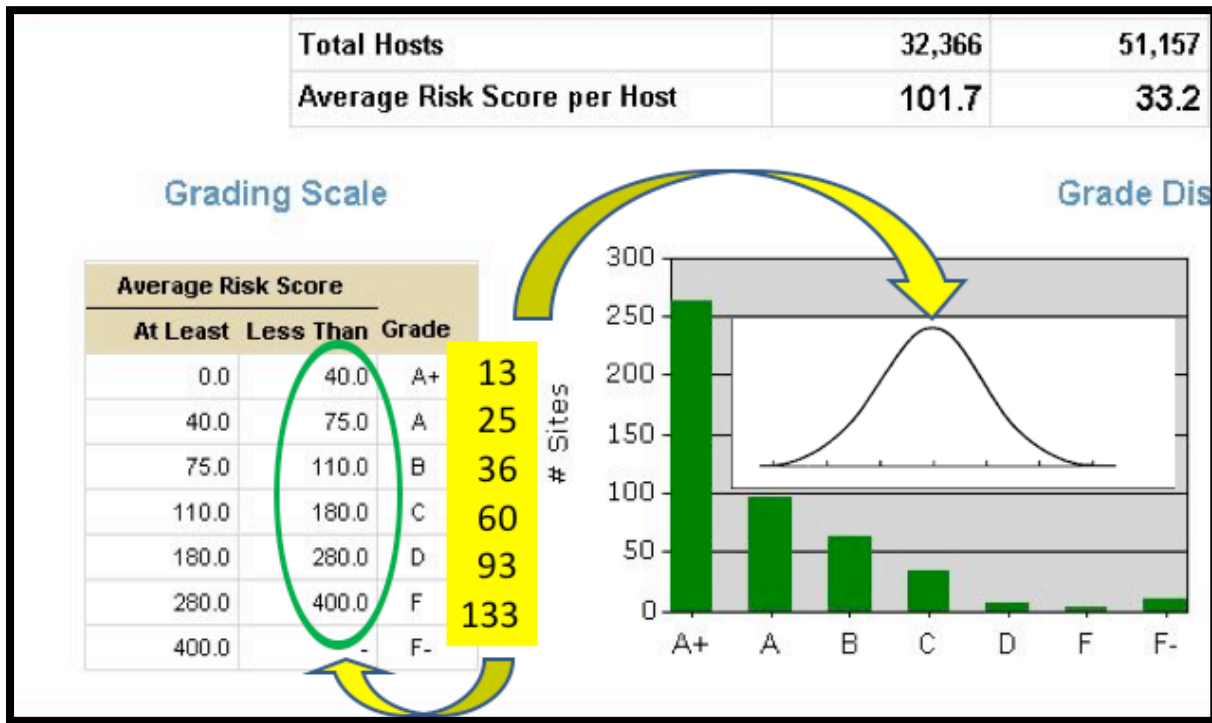 Total Hosts 32,366 51,157
Average Risk Score per Host 101.7 33.2
Grading Scale
Average Risk Score
At Least Less Than Grade
0.0 40.0 A+ 13
40.0 75.0 A 25
75.0 110.0 B 36
110.0 180.0 C 60
180.0 280.0 D 93
280.0 400.0 F 133
400.0 - F-
Grade Dis
# Sites
300
250
200
150
100
50
0
A+ A B C D F F-